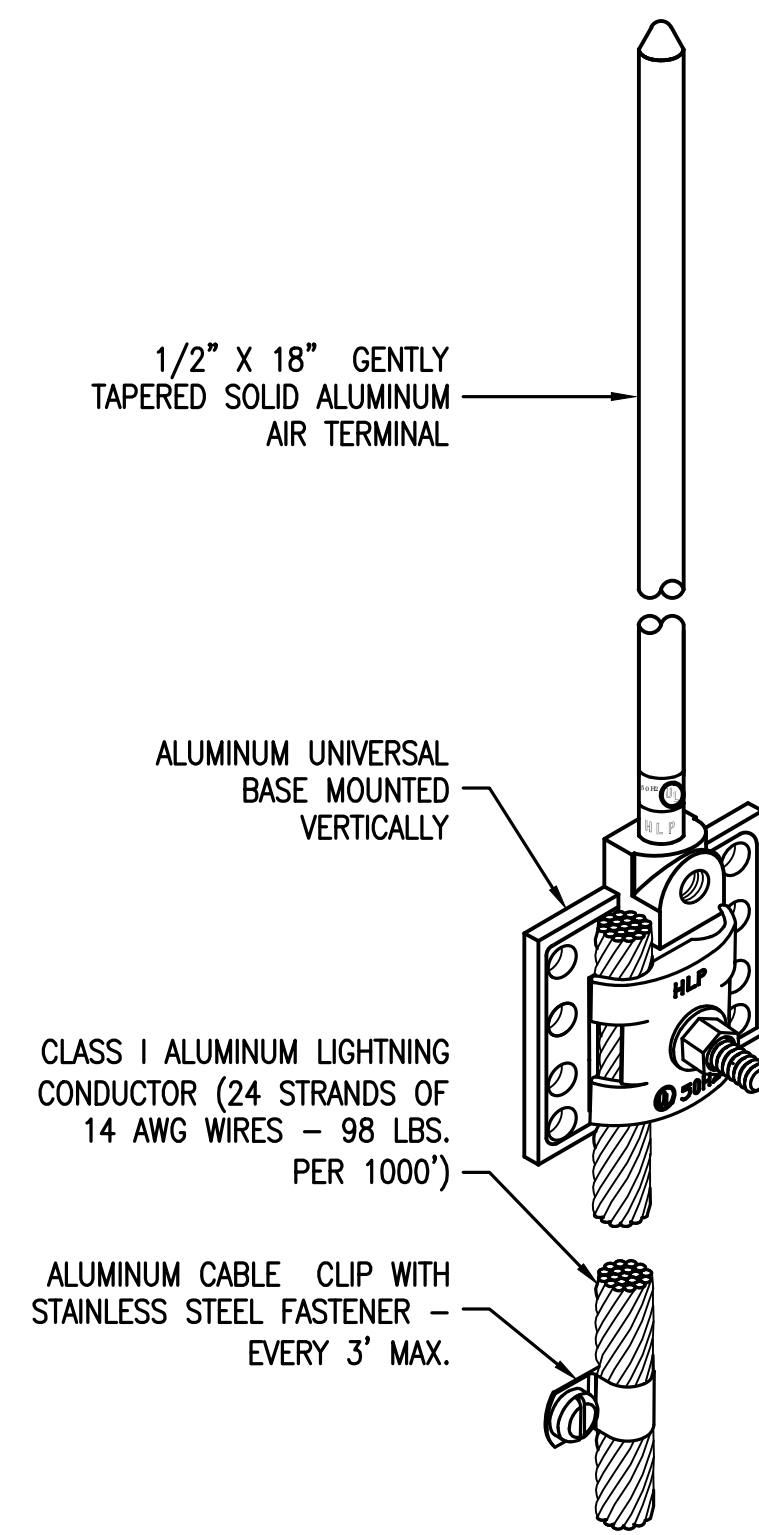 1/2” X 18” GENTLY
TAPERED SOLID ALUMINUM
AIR TERMINAL
ALUMINUM UNIVERSAL
BASE MOUNTED
VERTICALLY
UL
HLP
HLP
CLASS I ALUMINUM LIGHTNING
CONDUCTOR (24 STRANDS OF
14 AWG WIRES – 98 LBS.
PER 1000’)
ALUMINUM CABLE CLIP WITH
STAINLESS STEEL FASTENER –
EVERY 3’ MAX.